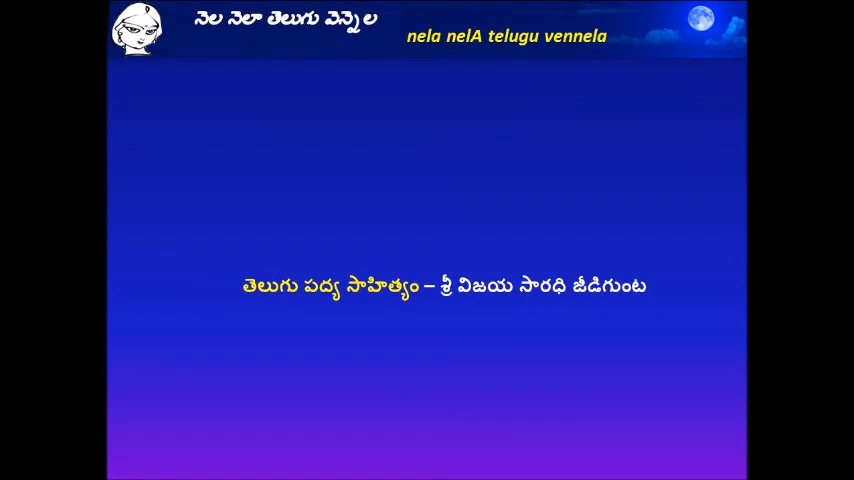 నెల నెలా తెలుగు వెన్నెల
nela nelA telugu vennela
తెలుగు పద్య సాహిత్యం – శ్రీ విజయ సారధి జీడిగుంట